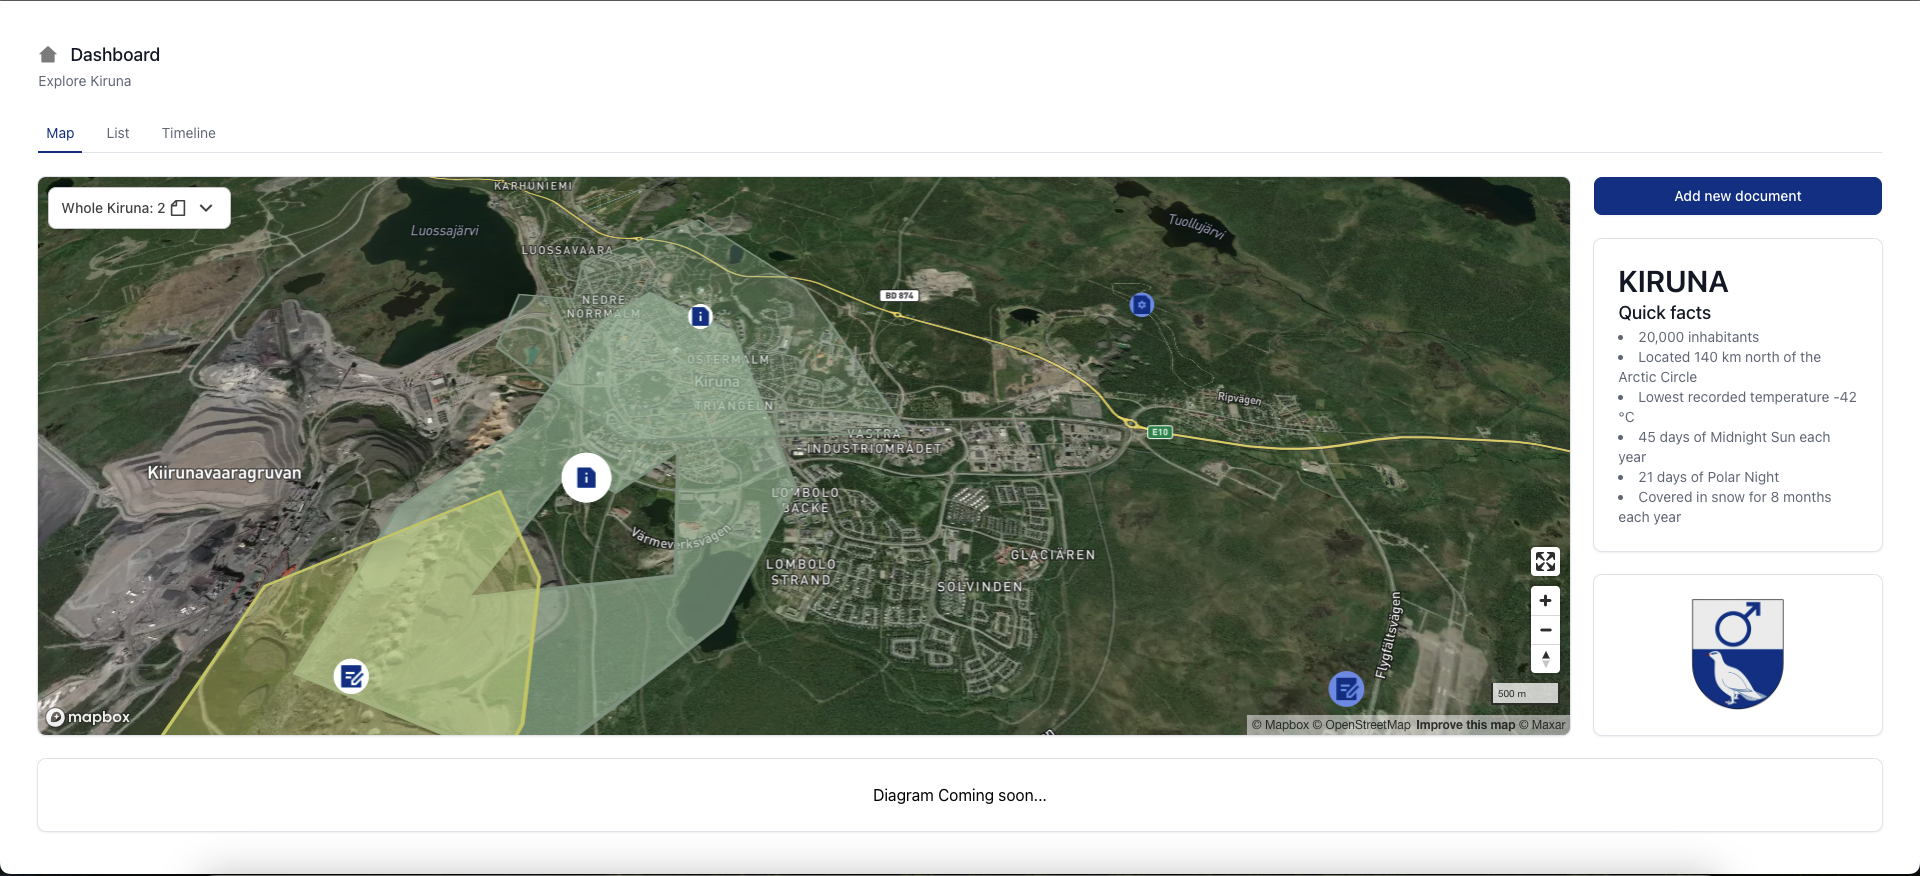 Dashboard
Explore Kiruna
Map
List
Timeline
Whole Kiruna: 2
KARHUNIEMI
Luossajärvi
LUOSSAVAARA
Tuollujärvi
NEDRE
NORRMALM
BD 874
ÖSTERMALM
Kiruna
TRIANGELN
Ripvägen
E10
VÄSTRA
INDUSTRIOMRÅDET
Kiirunavaaragruvan
LOMBOLO
BACKE
Värmeverksvägen
GLACIÄREN
LOMBOLO
STRAND
SOLVINDEN
Flygfältsvägen
500 m
mapbox
© Mapbox © OpenStreetMap Improve this map © Maxar
Add new document
KIRUNA
Quick facts
• 20,000 inhabitants
• Located 140 km north of the
Arctic Circle
• Lowest recorded temperature -42
°C
• 45 days of Midnight Sun each
year
• 21 days of Polar Night
• Covered in snow for 8 months
each year
Diagram Coming soon...